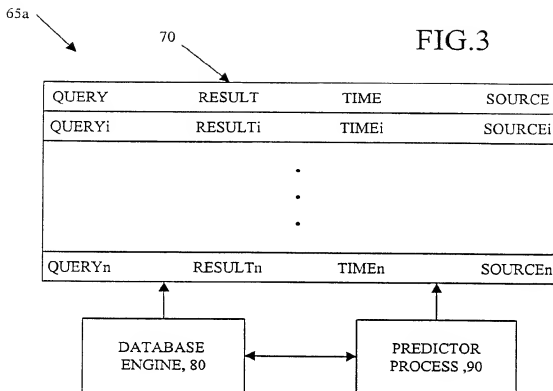 65a
70
FIG.3
QUERY RESULT TIME SOURCE
QUERYi RESULTi TIMEi SOURCEi
QUERYn RESULTn TIMEn SOURCEn
DATABASE
ENGINE, 80
PREDICTOR
PROCESS ,90